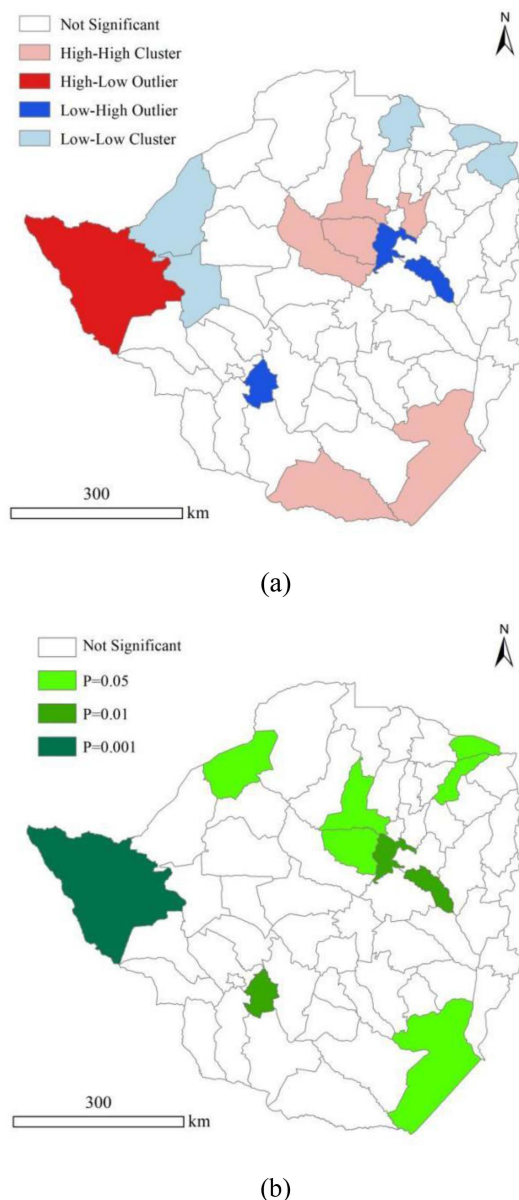 Not Significant
High-High Cluster
High-Low Outlier
Low-High Outlier
Low-Low Cluster
N
300
km
(a)
Not Significant
P=0.05
P=0.01
P=0.001
N
300
km
(b)